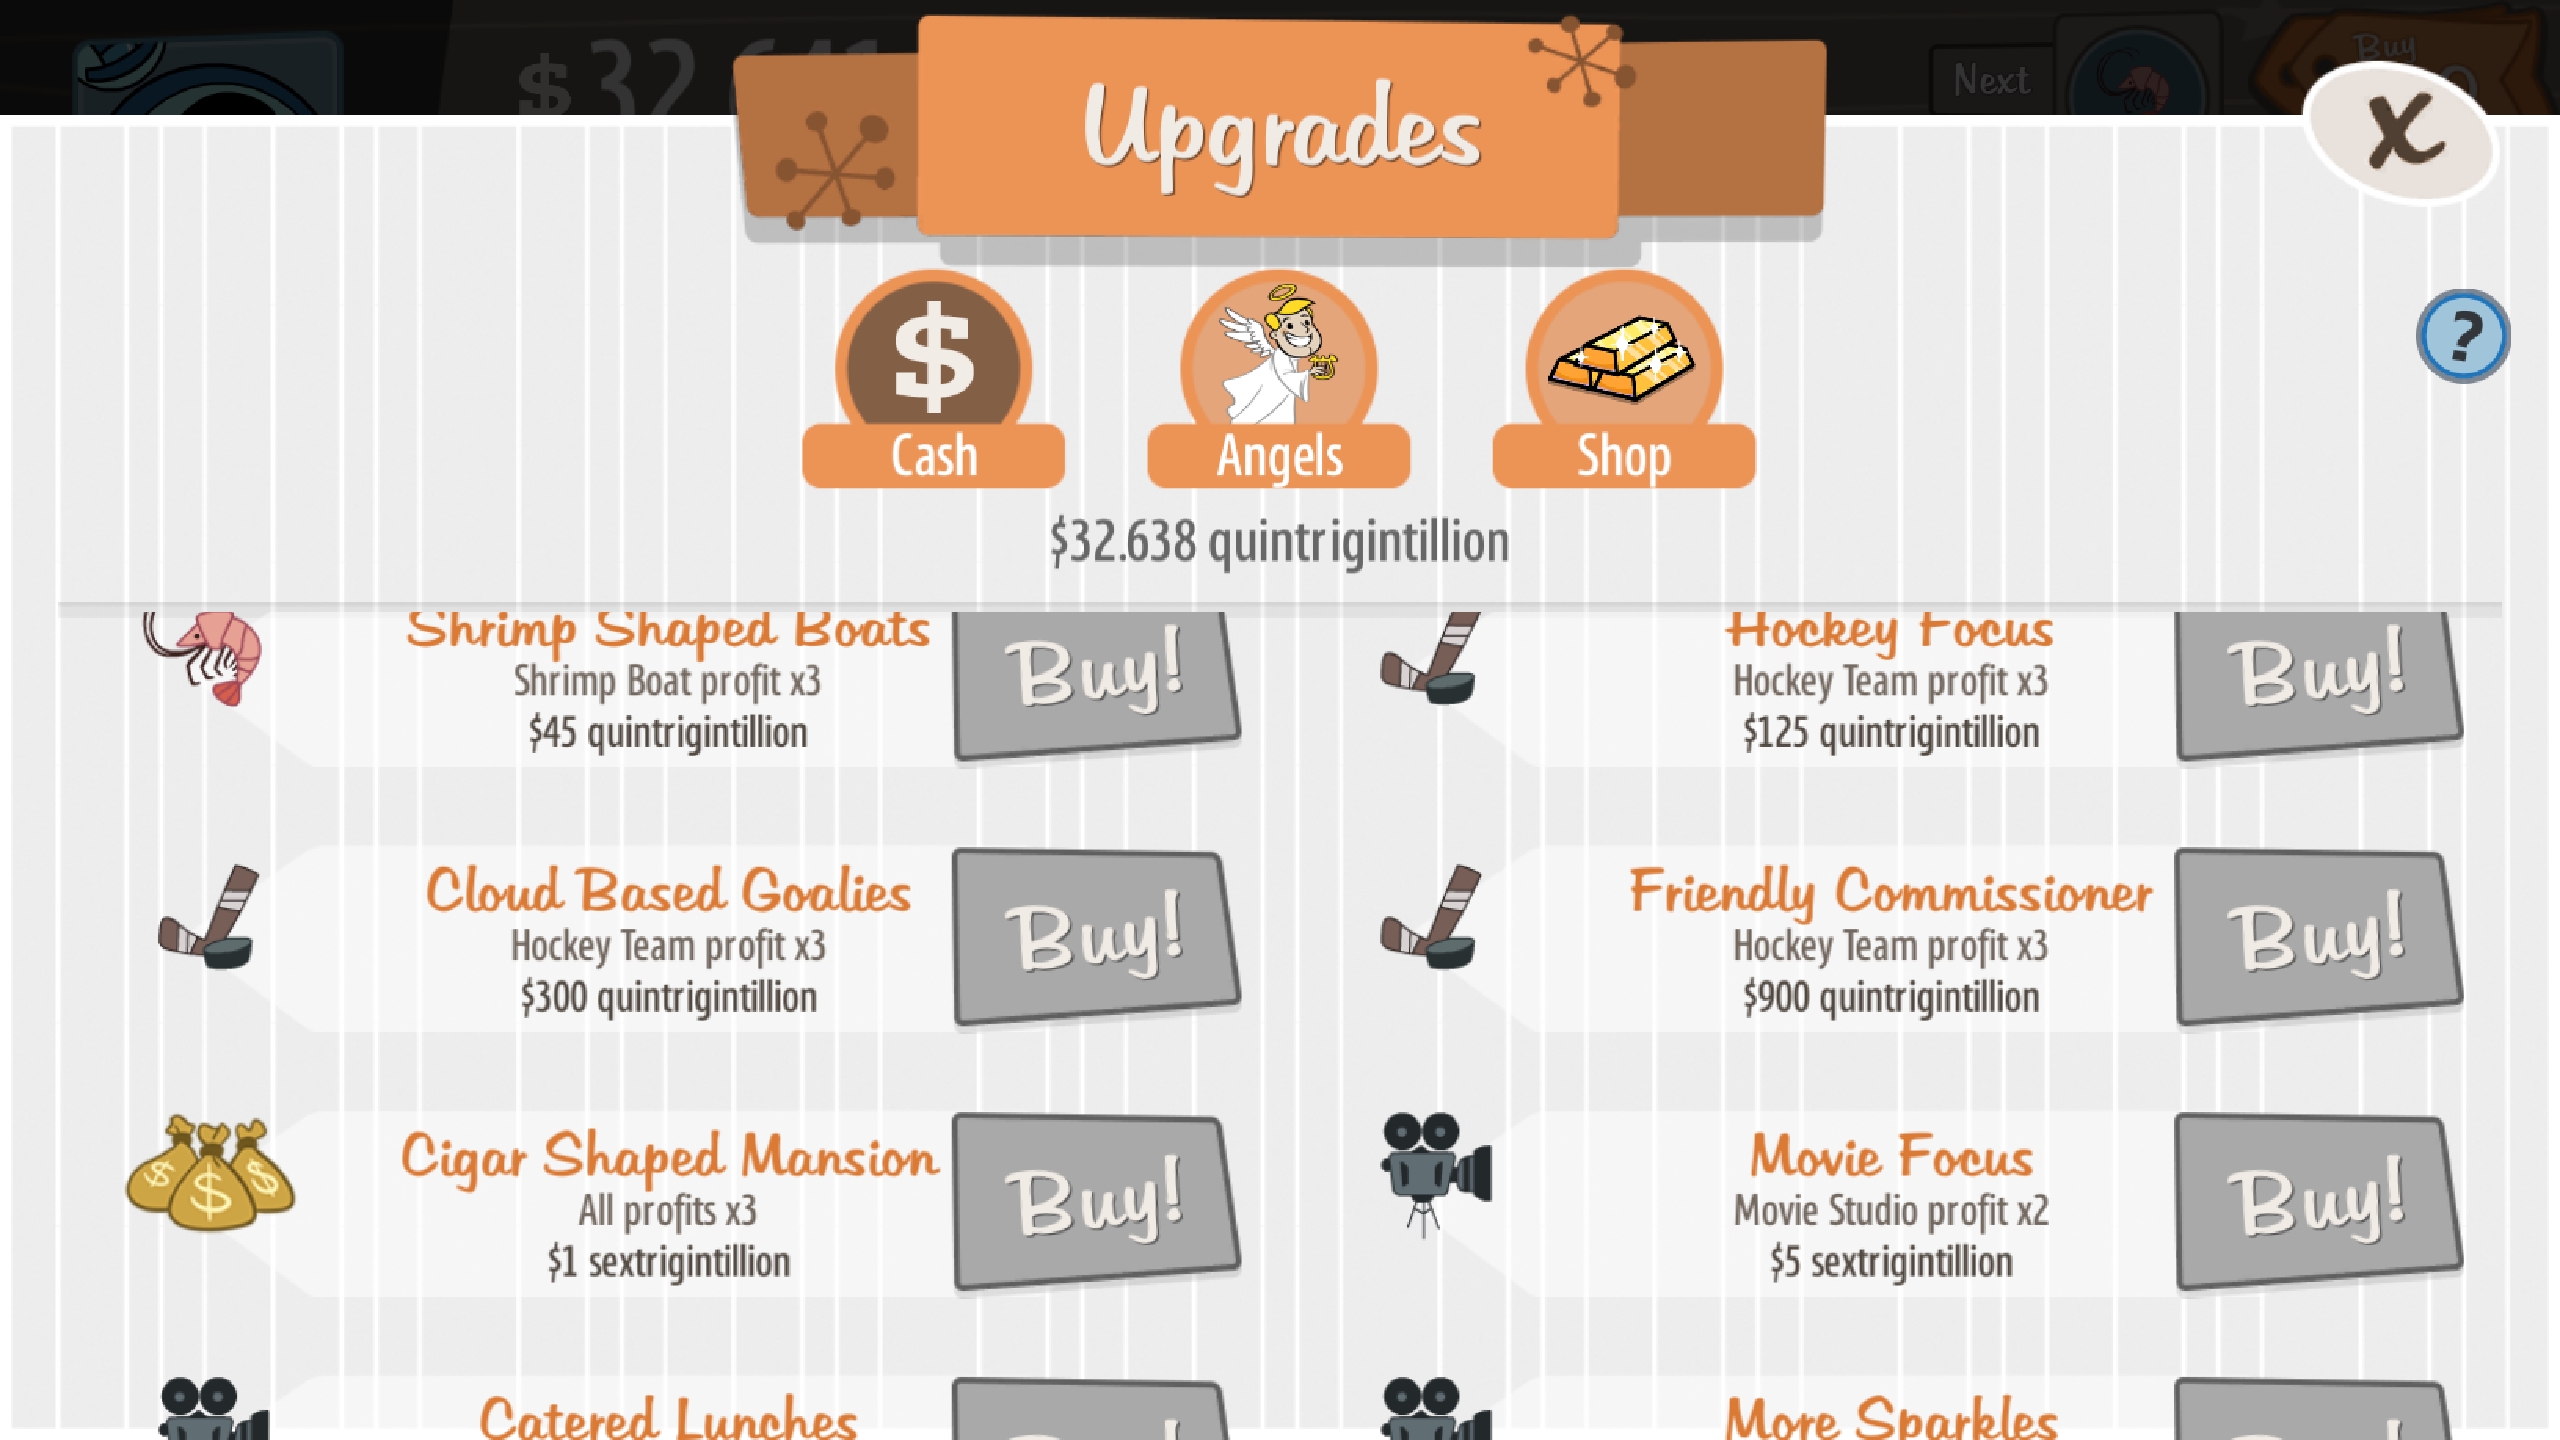 $32.641
Next
Buy
Upgrades
X
$
Cash
Angels
Shop
?
$32.638 quintrigintillion
Shrimp Shaped Boats
Shrimp Boat profit x3
$45 quintrigintillion
Buy!
Hockey Focus
Hockey Team profit x3
$125 quintrigintillion
Buy!
Cloud Based Goalies
Hockey Team profit x3
$300 quintrigintillion
Buy!
Friendly Commissioner
Hockey Team profit x3
$900 quintrigintillion
Buy!
Cigar Shaped Mansion
All profits x3
$1 sextrigintillion
Buy!
Movie Focus
Movie Studio profit x2
$5 sextrigintillion
Buy!
Catered Lunches
More Sparkles